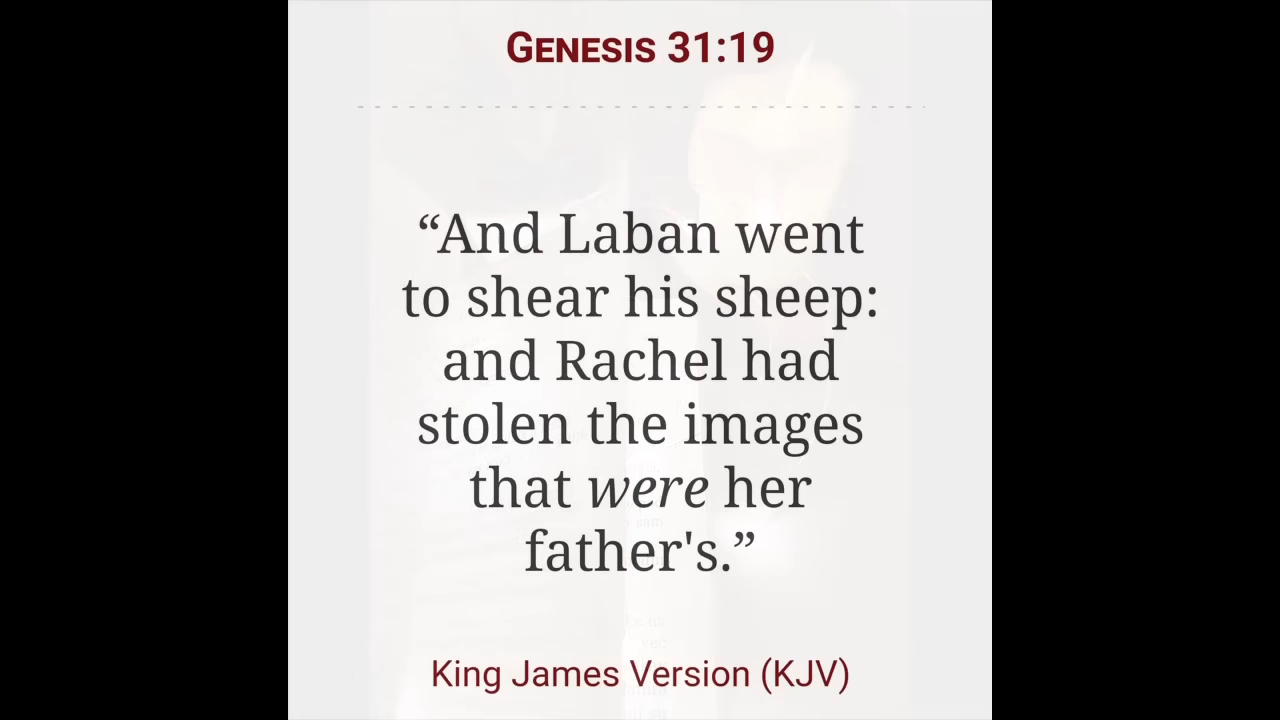 GENESIS 31:19
“And Laban went
to shear his sheep:
and Rachel had
stolen the images
that were her
father's.”
King James Version (KJV)